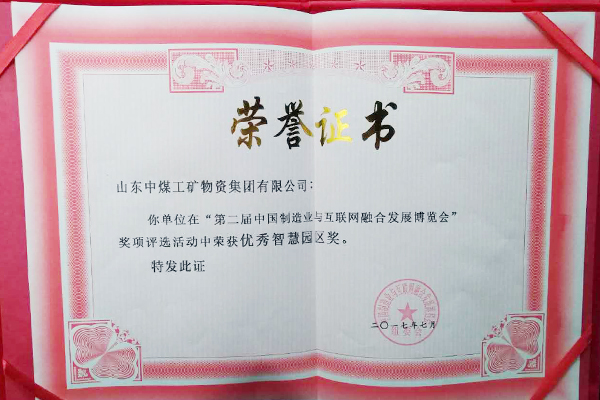 荣誉证书
山东中煤工矿物资集团有限公司：
你单位在“第二届中国制造业与互联网融合发展博览会”
奖项评选活动中荣获优秀智慧园区奖。
特发此证
二〇一七年七月